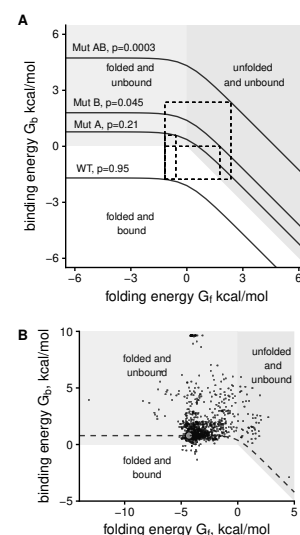 A
Mut AB, p=0.0003
folded and
unbound
unfolded
and unbound
Mut B, p=0.045
Mut A, p=0.21
WT, p=0.95
folded and
bound
binding energy Gb kcal/mol
6
3
0
−3
−6
−6 −3 0 3 6
folding energy Gf kcal/mol
B
folded and
unbound
unfolded
and
unbound
folded and
bound
binding energy Gb, kcal/mol
10
5
0
−5
−10 −5 0 5
folding energy Gf, kcal/mol